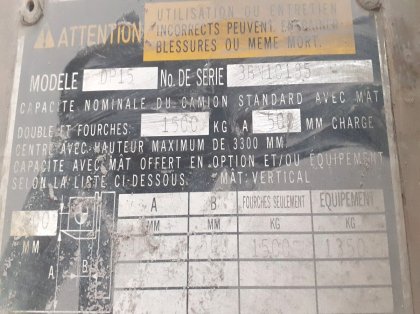 UTILISATION OU ENTRETIEN
INCORRECTS PEUVENT ENTRAINER
BLESSURES OU MEME MORT.
ATTENTION
MODELE DP15 No. DE SERIE
CAPACITE NOMINALE DU CAMION STANDARD AVEC MÂT
DOUBLE ET FOURCHES: 1500 KG A 500 MM CHARGE
CENTRE AVEC HAUTEUR MAXIMUM DE 3300 MM.
CAPACITE AVEC MÂT OFFERT EN OPTION ET/OU EQUIPEMENT
SELON LA LISTE CI-DESSOUS. MÂT: VERTICAL
A B FOURCHES SEULEMENT EQUIPEMENT
MM MM MM KG KG
1500 1350
A B